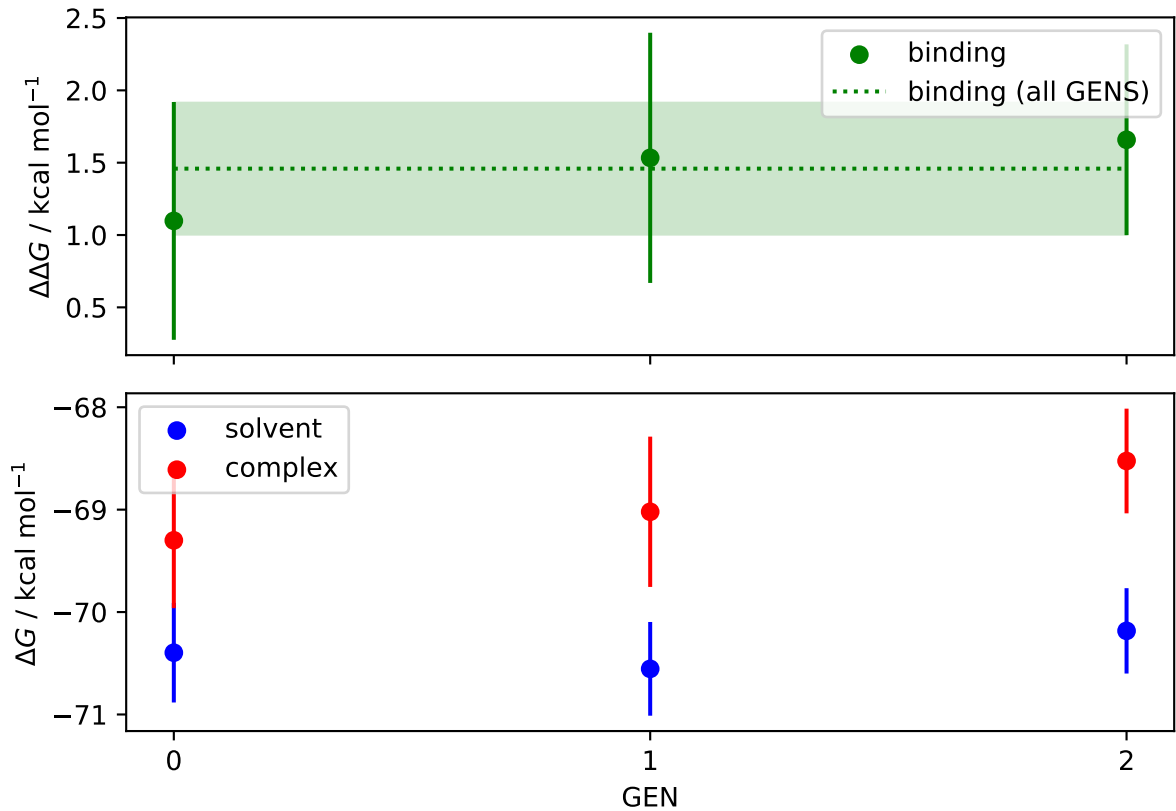 2.5
2.0
1.5
1.0
0.5
ΔΔG / kcal mol⁻¹
binding
binding (all GENS)
−68
−69
−70
−71
ΔG / kcal mol⁻¹
solvent
complex
0 1 2
GEN